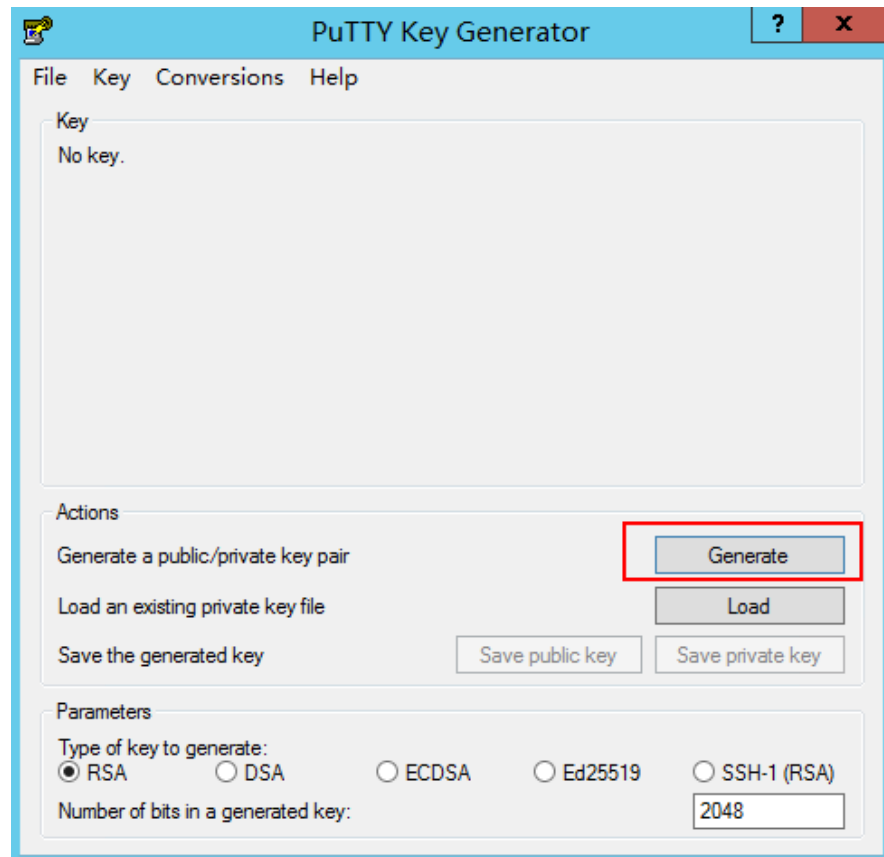 PuTTY Key Generator
? X
File Key Conversions Help
Key
No key.
Actions
Generate a public/private key pair Generate
Load an existing private key file Load
Save the generated key Save public key Save private key
Parameters
Type of key to generate:
RSA DSA ECDSA Ed25519 SSH-1 (RSA)
Number of bits in a generated key: 2048